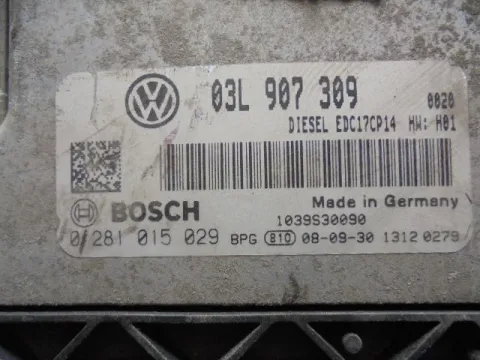 03L 907 309 0020
DIESEL EDC17CP14 HW: H01
Made in Germany
BOSCH
1039S30090
0 281 015 029 BPG 810 08-09-30 1312 0279